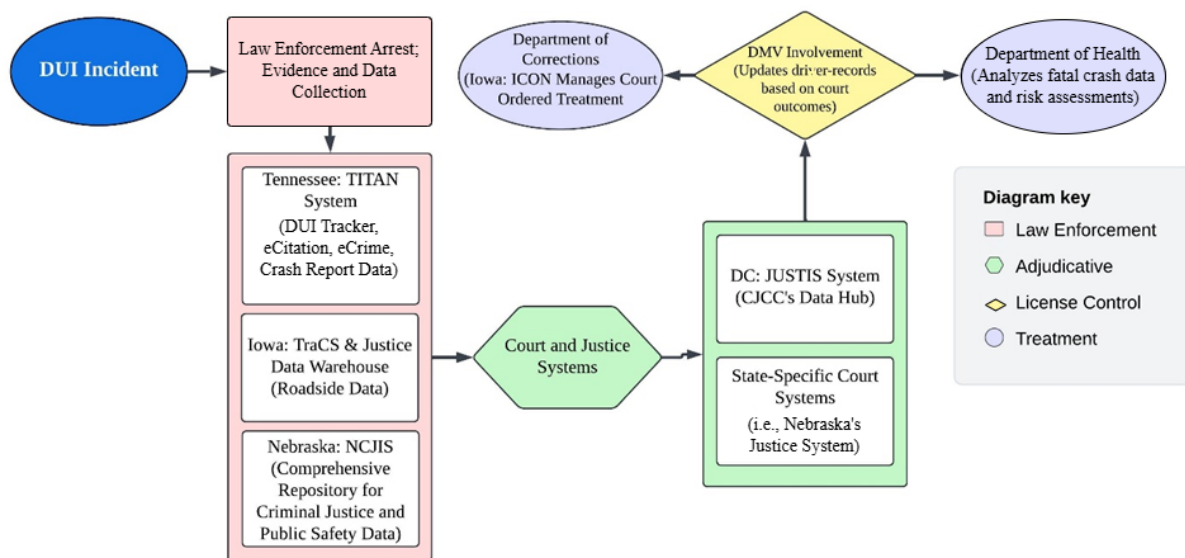 DUI Incident
Law Enforcement Arrest;
Evidence and Data
Collection
Tennessee: TITAN
System
(DUI Tracker,
eCitation, eCrime,
Crash Report Data)
Iowa: TraCS & Justice
Data Warehouse
(Roadside Data)
Nebraska: NCJIS
(Comprehensive
Repository for
Criminal Justice and
Public Safety Data)
Court and Justice
Systems
DC: JUSTIS System
(CJCC's Data Hub)
State-Specific Court
Systems
(i.e., Nebraska's
Justice System)
DMV Involvement
(Updates driver-records
based on court
outcomes)
Department of
Corrections
(Iowa: ICON Manages Court
Ordered Treatment
Department of Health
(Analyzes fatal crash data
and risk assessments)
Diagram key
Law Enforcement
Adjudicative
License Control
Treatment